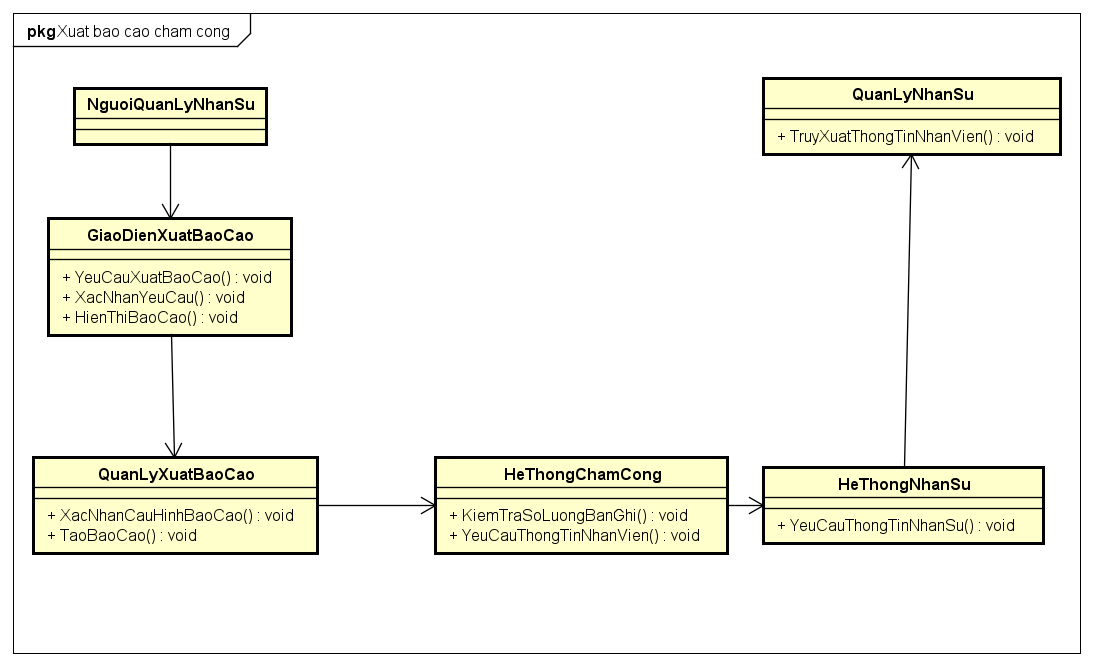 pkg Xuat bao cao cham cong
NguoiQuanLyNhanSu
QuanLyNhanSu
+ TruyXuatThongTinNhanVien() : void
GiaoDienXuatBaoCao
+ YeuCauXuatBaoCao() : void
+ XacNhanYeuCau() : void
+ HienThiBaoCao() : void
QuanLyXuatBaoCao
+ XacNhanCauHinhBaoCao() : void
+ TaoBaoCao() : void
HeThongChamCong
+ KiemTraSoLuongBanGhi() : void
+ YeuCauThongTinNhanVien() : void
HeThongNhanSu
+ YeuCauThongTinNhanSu() : void